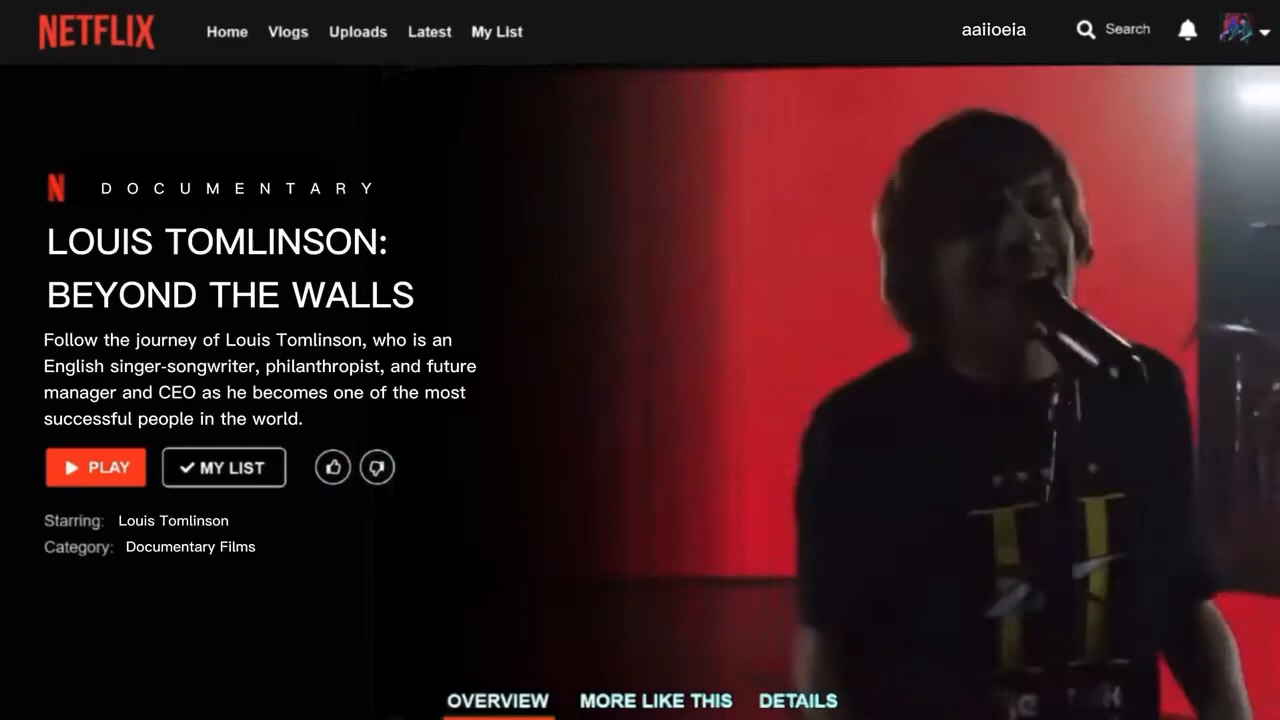 NETFLIX Home Vlogs Uploads Latest My List aaiioeia Search
N DOCUMENTARY
LOUIS TOMLINSON:
BEYOND THE WALLS
Follow the journey of Louis Tomlinson, who is an
English singer-songwriter, philanthropist, and future
manager and CEO as he becomes one of the most
successful people in the world.
PLAY MY LIST
Starring: Louis Tomlinson
Category: Documentary Films
OVERVIEW MORE LIKE THIS DETAILS